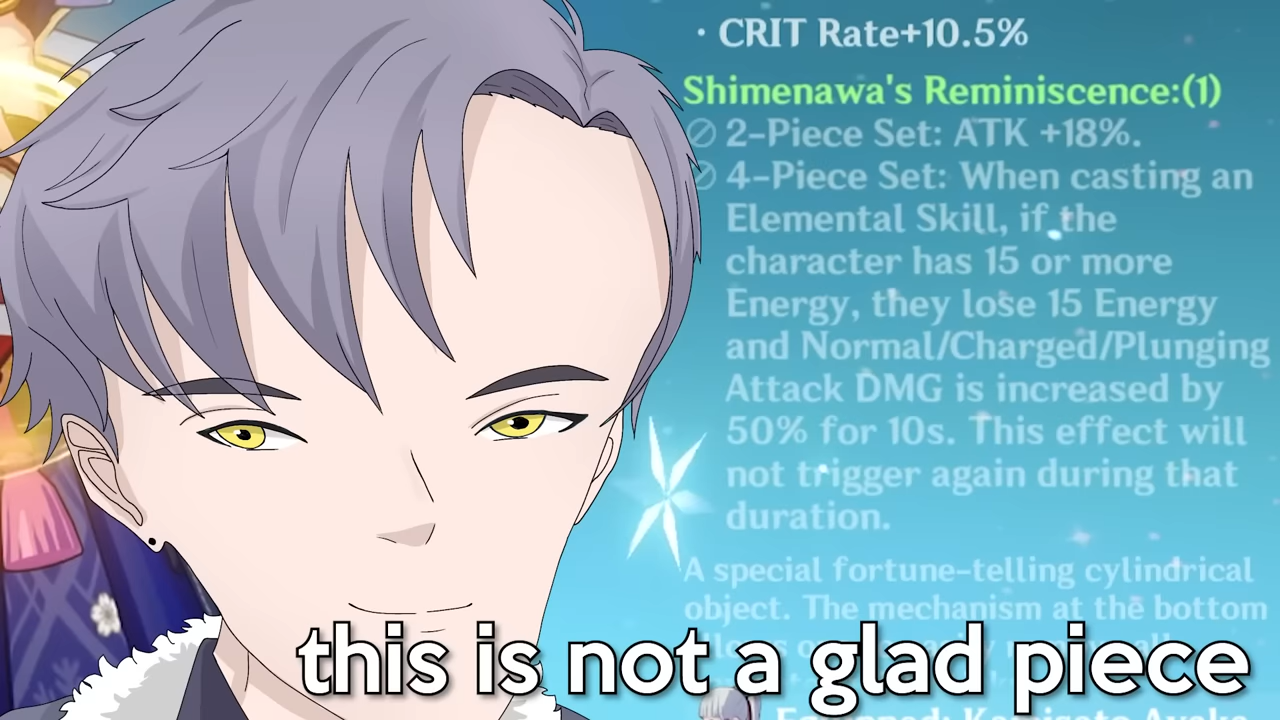 · CRIT Rate+10.5%
Shimenawa's Reminiscence:(1)
2-Piece Set: ATK +18%.
4-Piece Set: When casting an
Elemental Skill, if the
character has 15 or more
Energy, they lose 15 Energy
and Normal/Charged/Plunging
Attack DMG is increased by
50% for 10s. This effect will
not trigger again during that
duration.
A special fortune-telling cylindrical
object. The mechanism at the bottom
this is not a glad piece